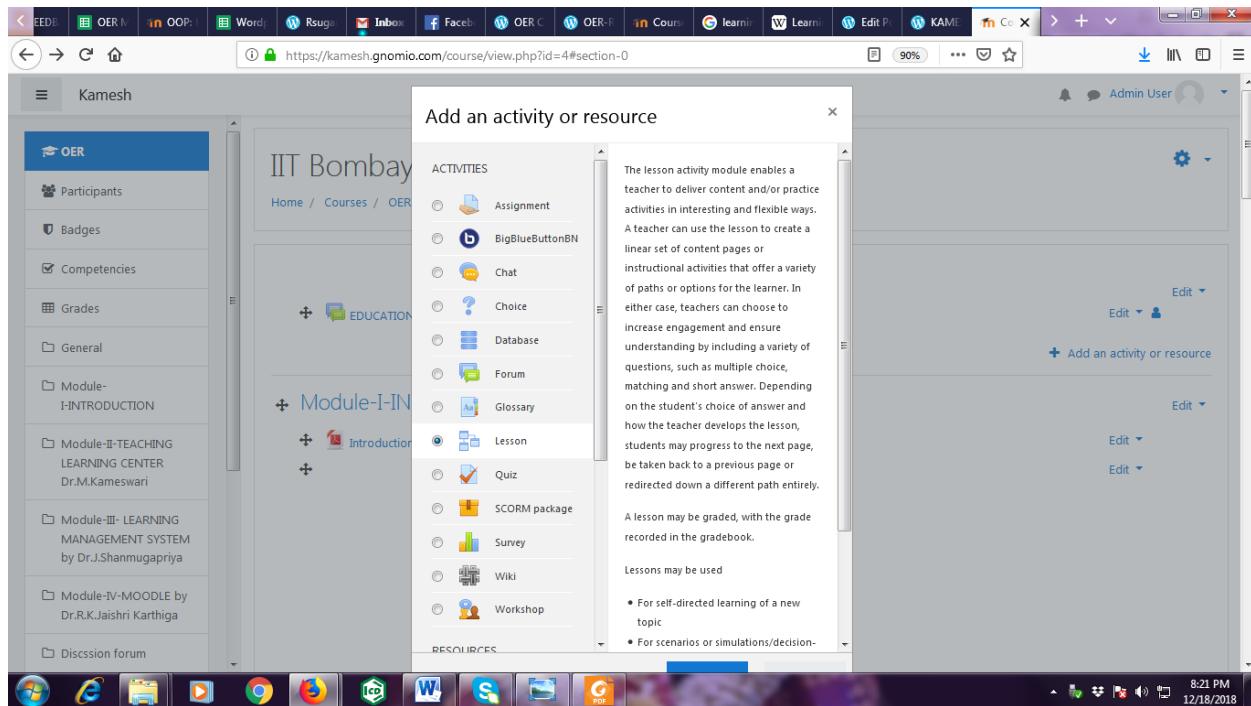 EEDB
OER M
OOP:
Word
Rsuga
Inbox
Faceb
OER C
OER-R
Cours
learnin
Learnin
Edit P
KAME
Co
https://kamesh.gnomio.com/course/view.php?id=4#section-0
90%
Kamesh
Admin User
OER
Participants
Badges
Competencies
Grades
General
Module-
I-INTRODUCTION
Module-II-TEACHING
LEARNING CENTER
Dr.M.Kameswari
Module-III- LEARNING
MANAGEMENT SYSTEM
by Dr.J.Shanmugapriya
Module-IV-MOODLE by
Dr.R.K.Jaishri Karthiga
Discssion forum
IIT Bombay
Home / Courses / OER
EDUCATION
Module-I-IN
Introduction
Edit
Edit
Add an activity or resource
Edit
Edit
Edit
Add an activity or resource
ACTIVITIES
Assignment
BigBlueButtonBN
Chat
Choice
Database
Forum
Glossary
Lesson
Quiz
SCORM package
Survey
Wiki
Workshop
RESOURCES
The lesson activity module enables a
teacher to deliver content and/or practice
activities in interesting and flexible ways.
A teacher can use the lesson to create a
linear set of content pages or
instructional activities that offer a variety
of paths or options for the learner. In
either case, teachers can choose to
increase engagement and ensure
understanding by including a variety of
questions, such as multiple choice,
matching and short answer. Depending
on the student's choice of answer and
how the teacher develops the lesson,
students may progress to the next page,
be taken back to a previous page or
redirected down a different path entirely.
A lesson may be graded, with the grade
recorded in the gradebook.
Lessons may be used
• For self-directed learning of a new
topic
• For scenarios or simulations/decision-
8:21 PM
12/18/2018